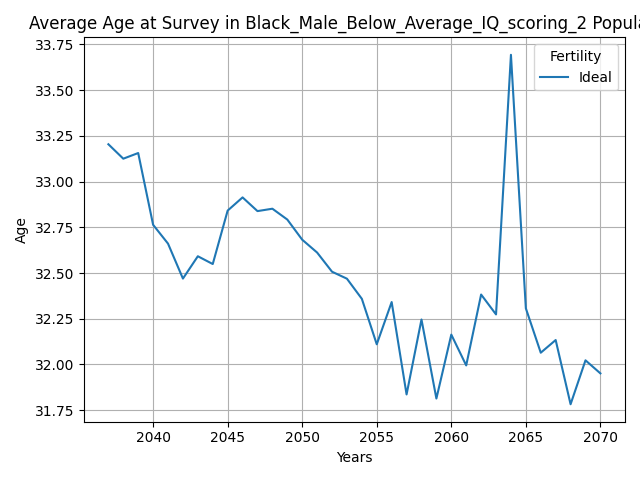 Average Age at Survey in Black_Male_Below_Average_IQ_scoring_2 Popula
Fertility
Ideal
33.75
33.50
33.25
33.00
32.75
32.50
32.25
32.00
31.75
Age
2040 2045 2050 2055 2060 2065 2070
Years